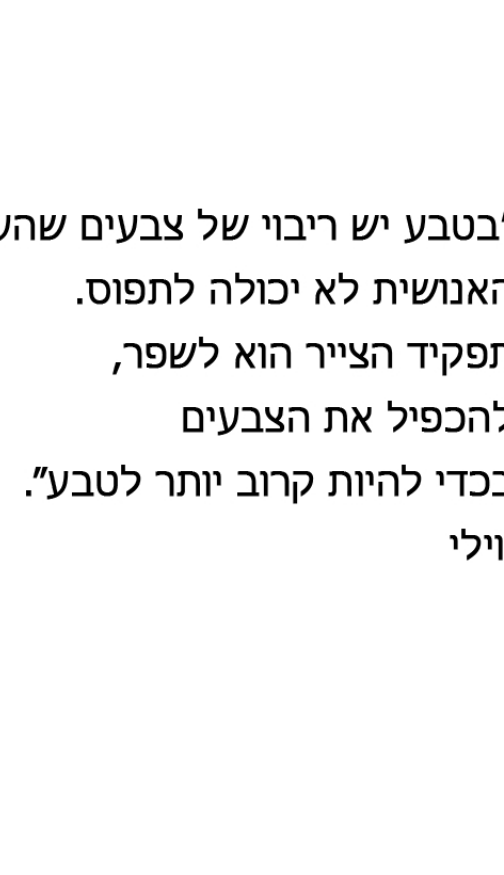 "בטבע יש ריבוי של צבעים
האנושית לא יכולה לתפוס.
תפקיד הצייר הוא לשפר,
להכפיל את הצבעים
בכדי להיות קרוב יותר לטבע".
וילי